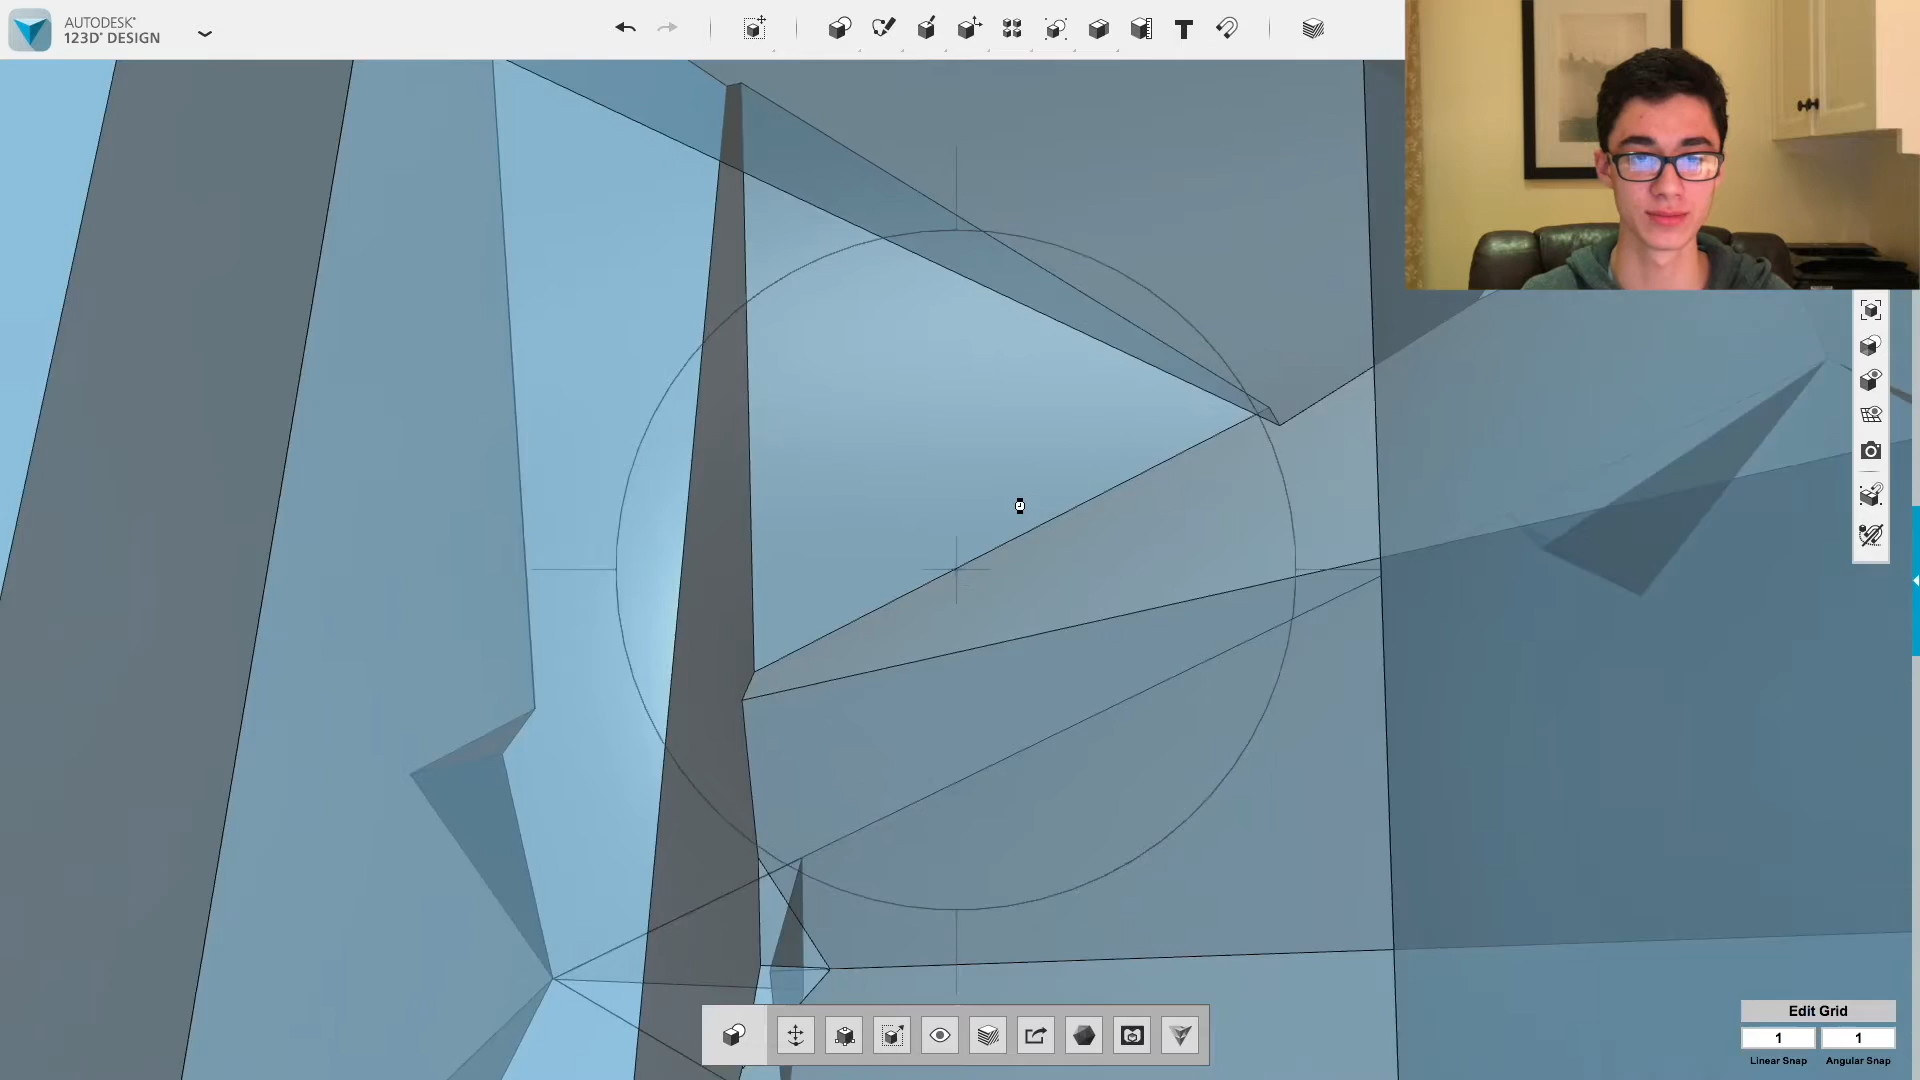 AUTODESK®
123D® DESIGN
T
Edit Grid
1 1
Linear Snap Angular Snap